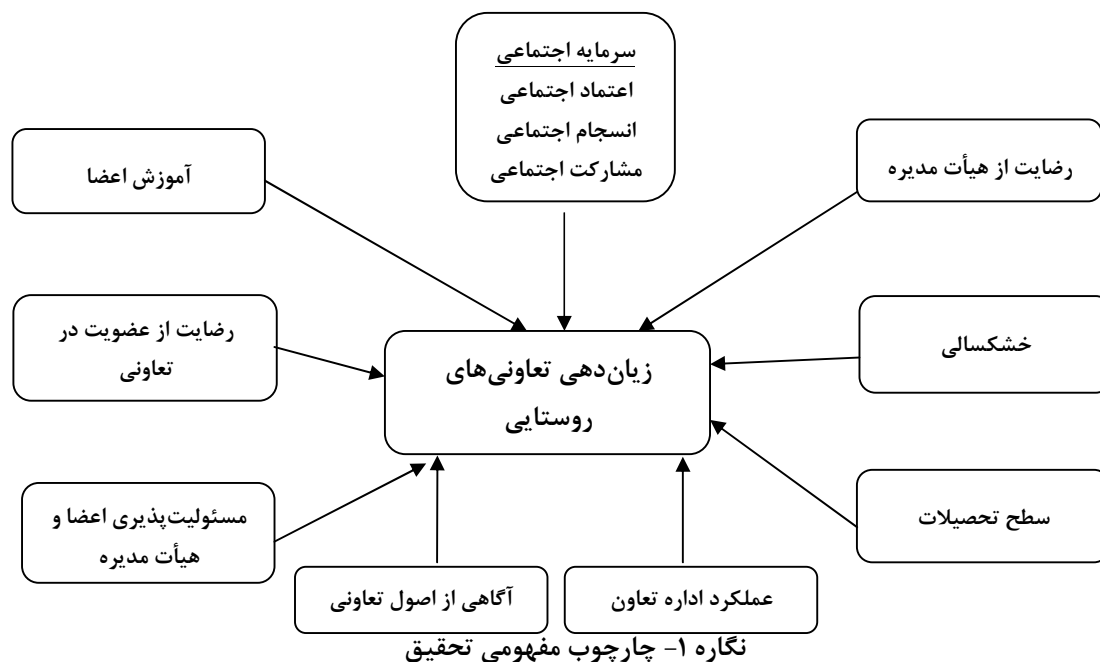 سرمایه اجتماعی
اعتماد اجتماعی
انسجام اجتماعی
مشارکت اجتماعی
رضایت از هیأت مدیره
آموزش اعضا
خشکسالی
زیان‌دهی تعاونی‌های
روستایی
رضایت از عضویت در
تعاونی
سطح تحصیلات
مسئولیت‌پذیری اعضا و
هیأت مدیره
عملکرد اداره تعاون
آگاهی از اصول تعاونی
نگاره ۱- چارچوب مفهومی تحقیق